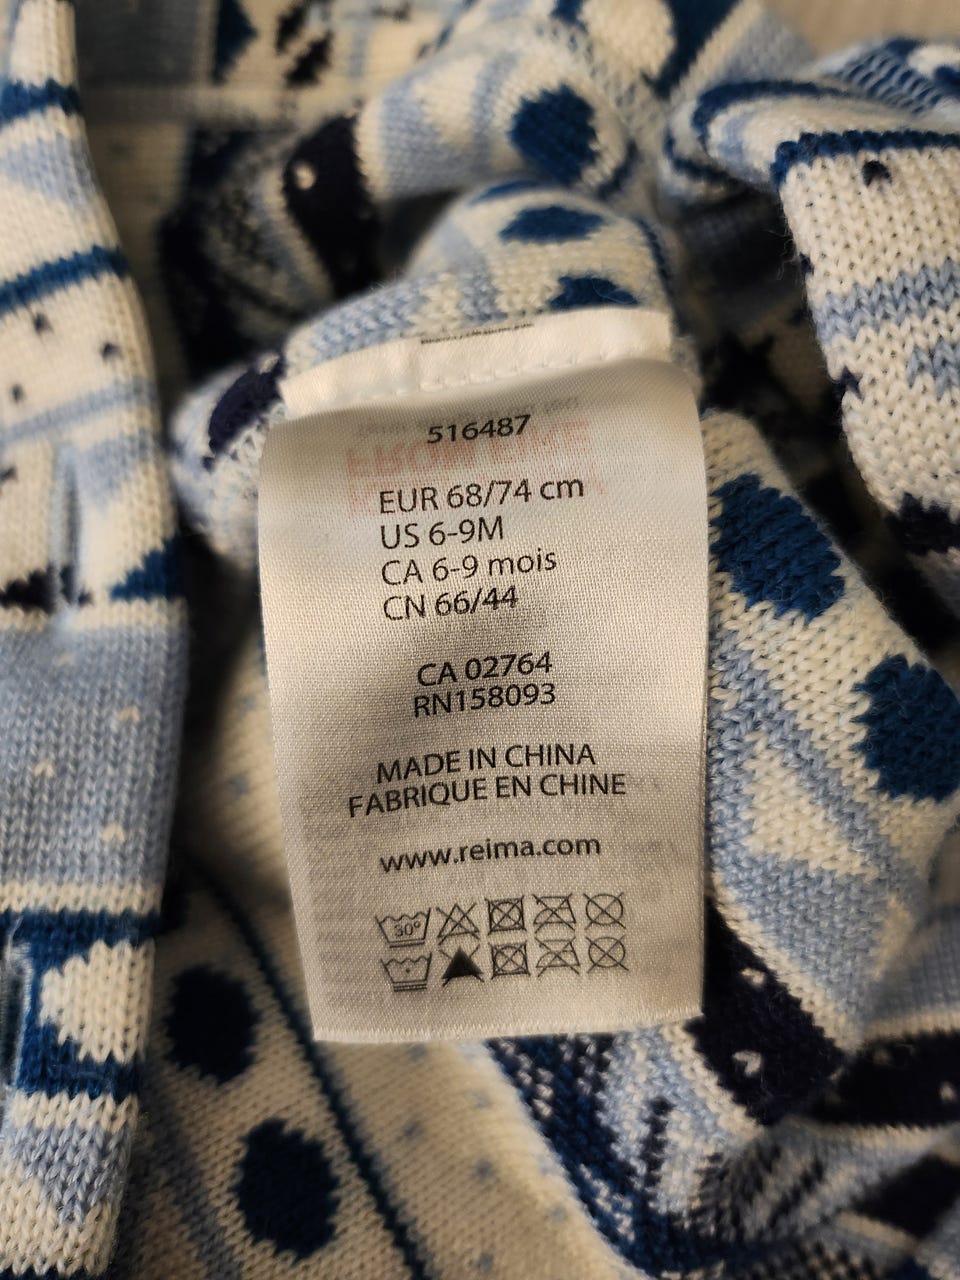 516487
EUR 68/74 cm
US 6-9M
CA 6-9 mois
CN 66/44
CA 02764
RN158093
MADE IN CHINA
FABRIQUE EN CHINE
www.reima.com
30°